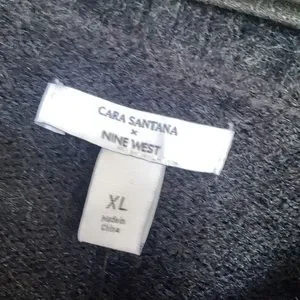 CARA SANTANA
x
NINE WEST
XL
Made in
China